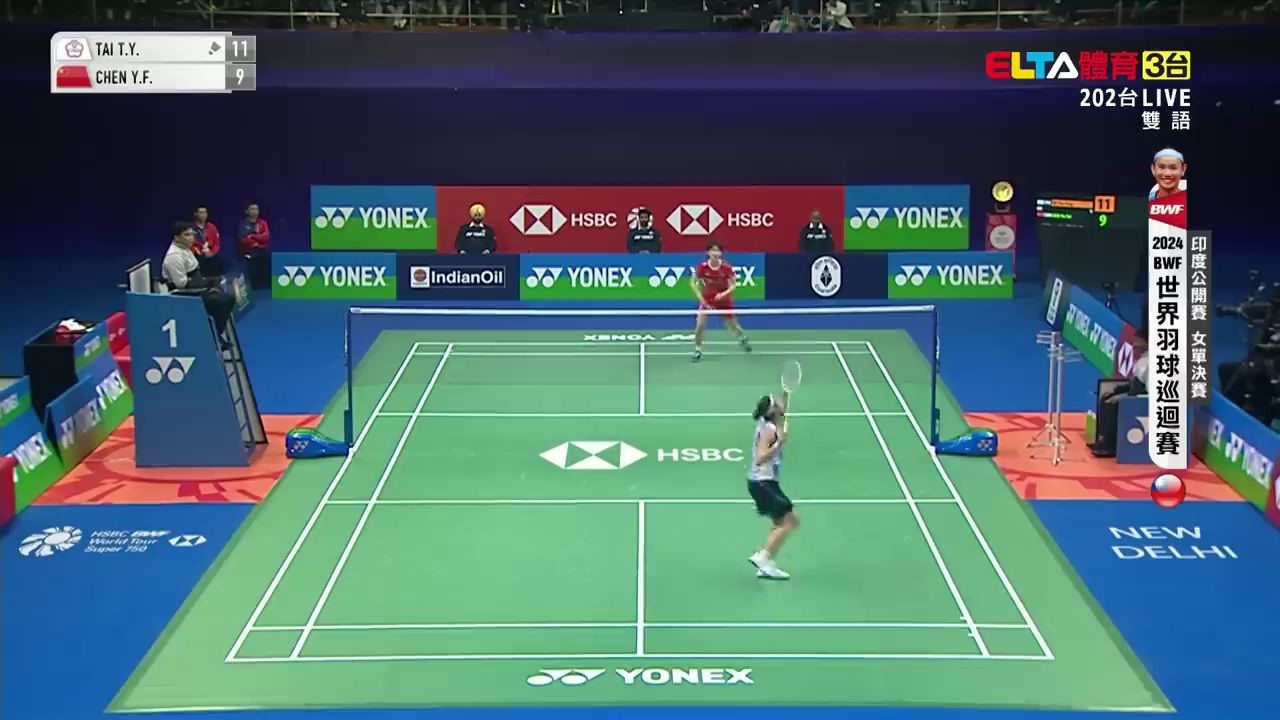 TAI T.Y. 11
CHEN Y.F. 9
ELTA體育3台
202台LIVE
雙語
BWF
2024
BWF
世界羽球巡迴賽
印度公開賽 女單決賽
YONEX
HSBC
HSBC
YONEX
11
9
YONEX
IndianOil
YONEX
YONEX
YONEX
1
YONEX
HSBC
HSBC BWF
World Tour
Super 750
NEW
DELHI
YONEX